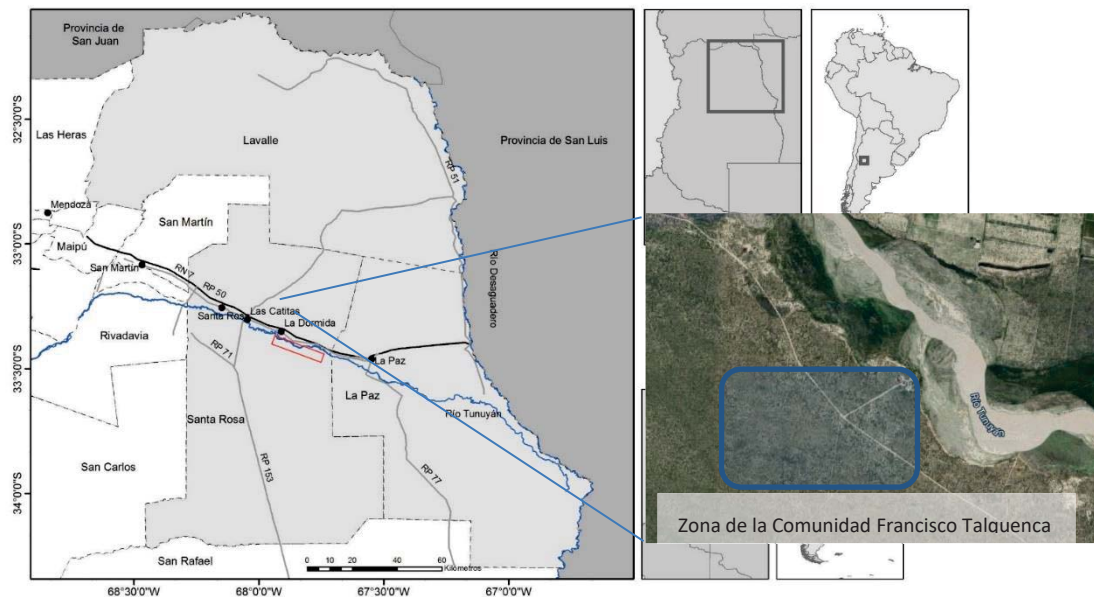 Provincia de
San Juan
32°30'0"S
Las Heras
Lavalle
Provincia de San Luis
RP 51
Mendoza
San Martín
33°0'0"S
Maipú
San Martín
RN 7
RP 50
Río Desaguadero
Las Catitas
Santa Rosa
La Dormida
Rivadavia
RP 71
La Paz
33°30'0"S
La Paz
Río Tunuyán
Santa Rosa
San Carlos
RP 153
RP 77
34°0'0"S
San Rafael
0 10 20 40 60
Kilómetros
68°30'0"W
68°0'0"W
67°30'0"W
67°0'0"W
Río Tunuyán
Zona de la Comunidad Francisco Talquenca